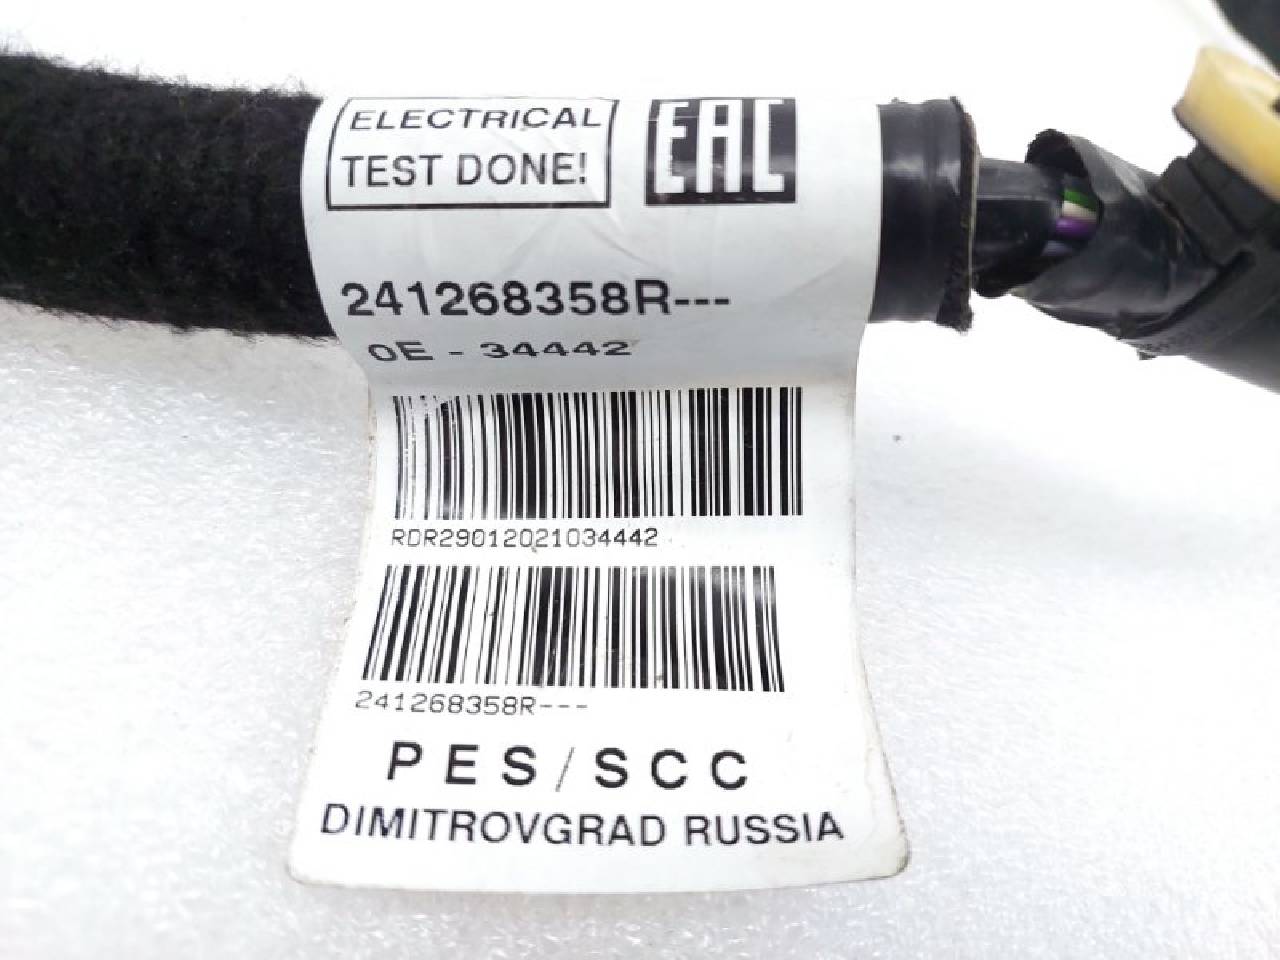 ELECTRICAL
TEST DONE!
EAC
241268358R---
0E - 34442
RDR29012021034442
241268358R---
PES/SCC
DIMITROVGRAD RUSSIA